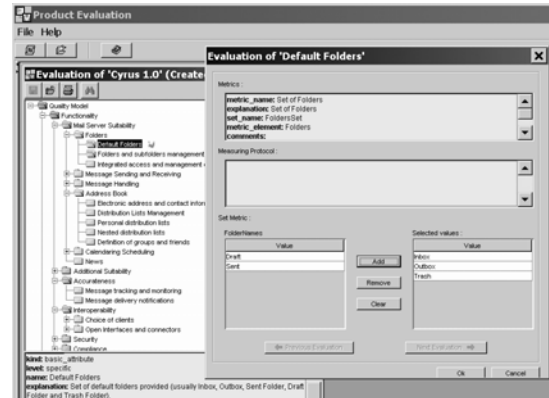 Product Evaluation
File Help
Evaluation of 'Cyrus 1.0' (Create
Quality Model
Functionality
Mail Server Suitability
Folders
Default Folders
Folders and subfolders management
Integrated access and management
Message Sending and Receiving
Message Handling
Address Book
Electronic address and contact infor
Distribution Lists Management
Personal distribution lists
Nested distribution lists
Definition of groups and friends
Calendaring Scheduling
News
Additional Suitability
Accurateness
Message tracking and monitoring
Message delivery notifications
Interoperability
Choice of clients
Open Interfaces and connectors
Security
Compliance
kind: basic_attribute
level: specific
name: Default Folders
explanation: Set of default folders provided (usually Inbox, Outbox, Sent Folder, Draft
Folder and Trash Folder).
Evaluation of 'Default Folders'
Metrics :
metric_name: Set of Folders
explanation: Set of Folders
set_name: FoldersSet
metric_element: Folders
comments:
Measuring Protocol :
Set Metric :
FolderNames
Value
Draft
Sent
Add
Remove
Clear
Selected values :
Value
Inbox
Outbox
Trash
Previous Evaluation
Next Evaluation
Ok
Cancel